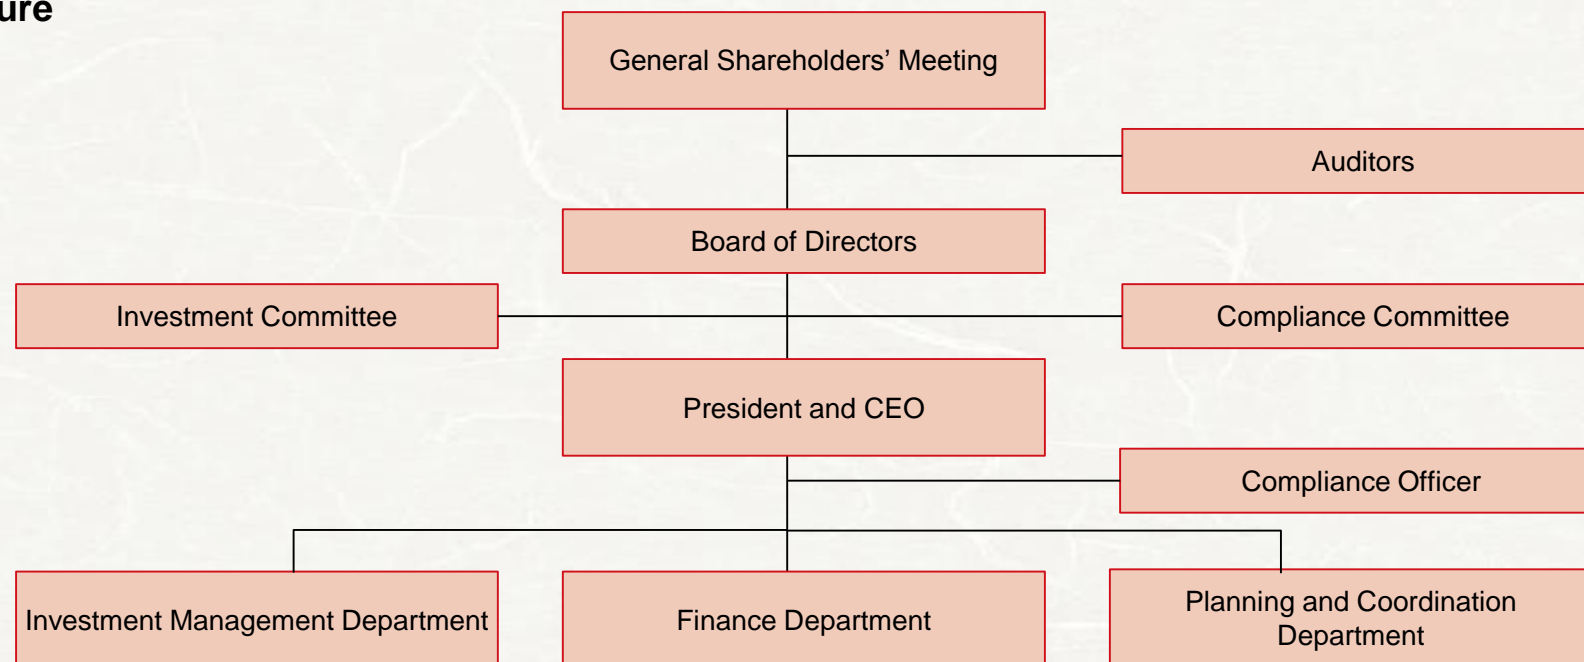 ure
General Shareholders’ Meeting
Auditors
Board of Directors
Investment Committee
Compliance Committee
President and CEO
Compliance Officer
Investment Management Department
Finance Department
Planning and Coordination
Department